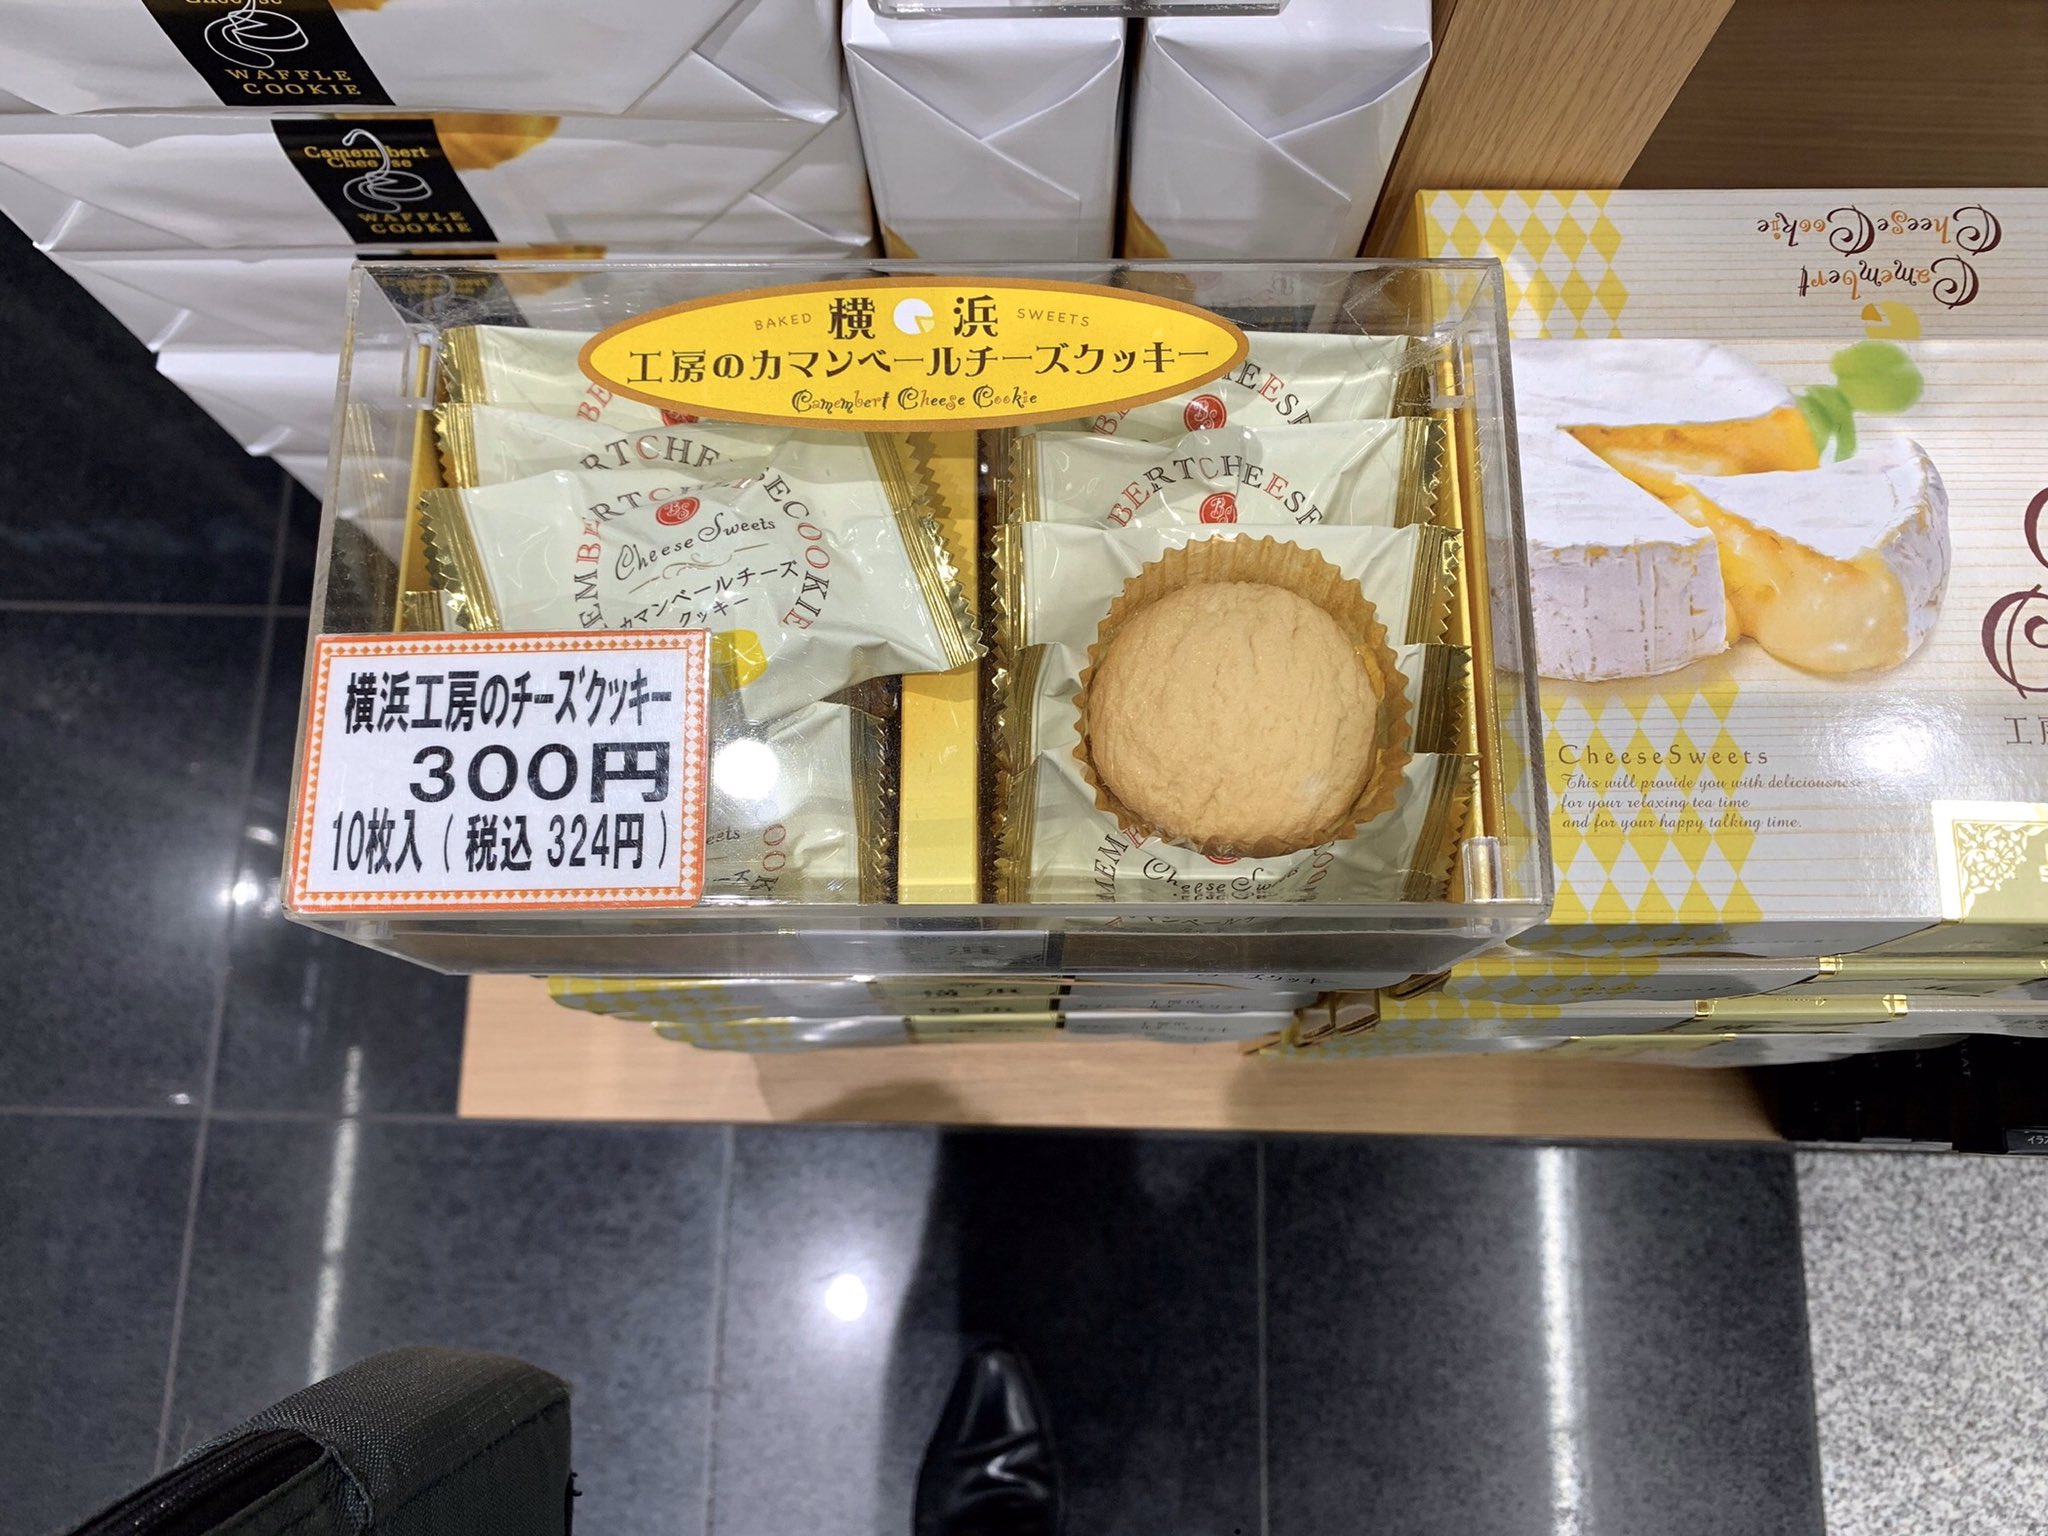 Cheese
WAFFLE
COOKIE
Camembert
Cheese
WAFFLE
COOKIE
BAKED 横浜 SWEETS
工房のカマンベールチーズクッキー
Camembert Cheese Cookie
CheeseSweets
カマンベールチーズ
クッキー
横浜工房のチーズクッキー
300円
10枚入(税込 324円)
BERTCHEESE
BS
Camembert
CheeseCookie
CheeseSweets
This will provide you with deliciousness
for your relaxing tea time
and for your happy talking time.